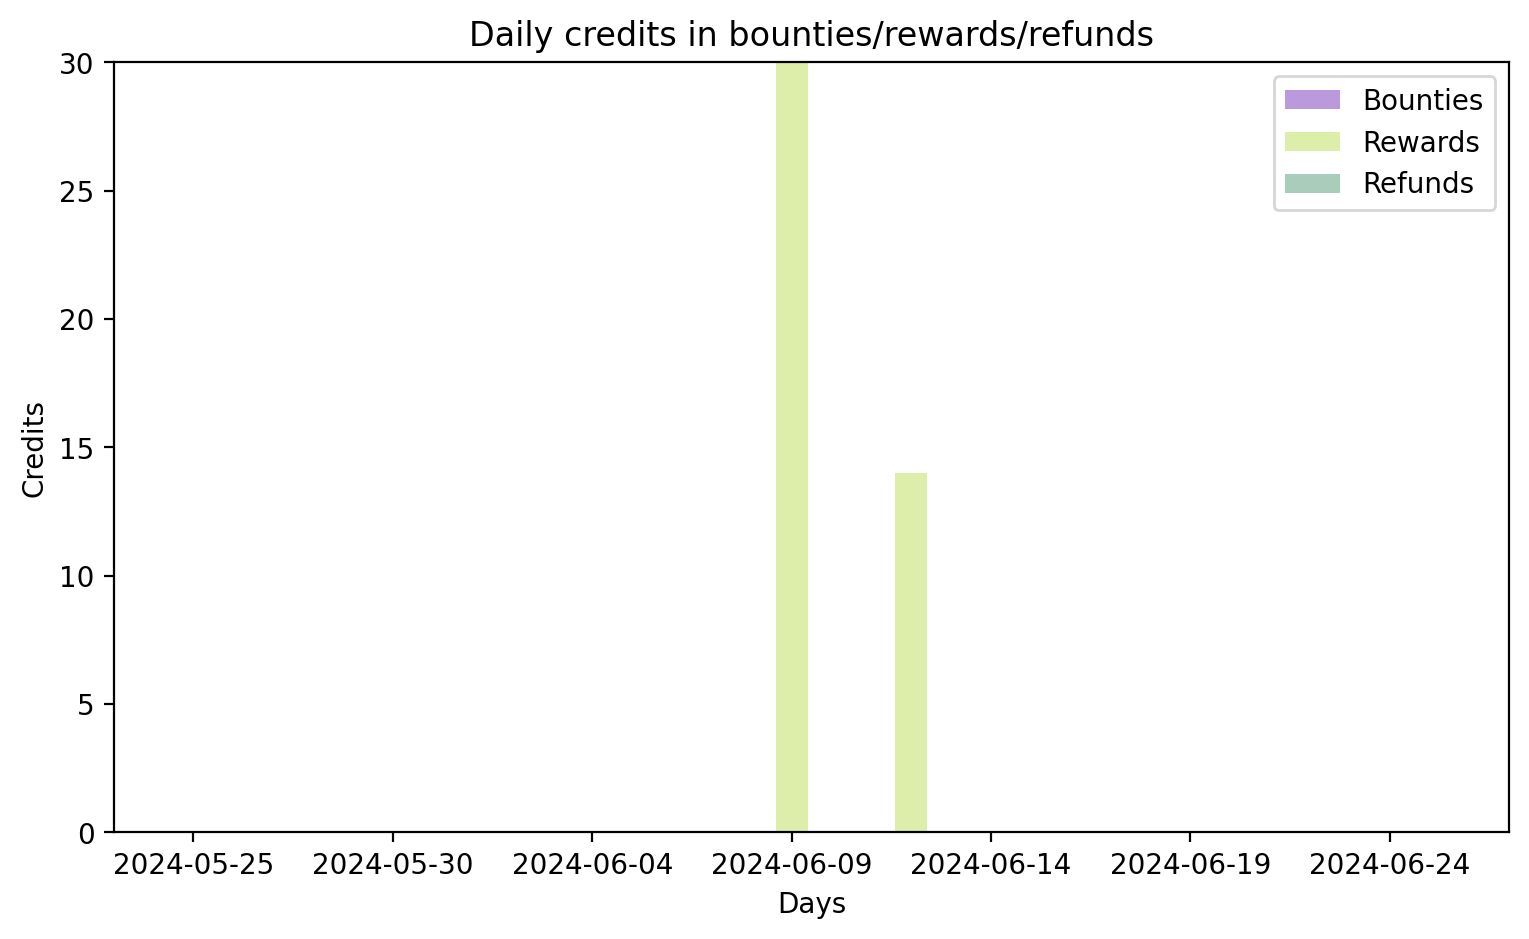 Daily credits in bounties/rewards/refunds
30
25
20
15
10
5
0
Credits
Bounties
Rewards
Refunds
2024-05-25 2024-05-30 2024-06-04 2024-06-09 2024-06-14 2024-06-19 2024-06-24
Days